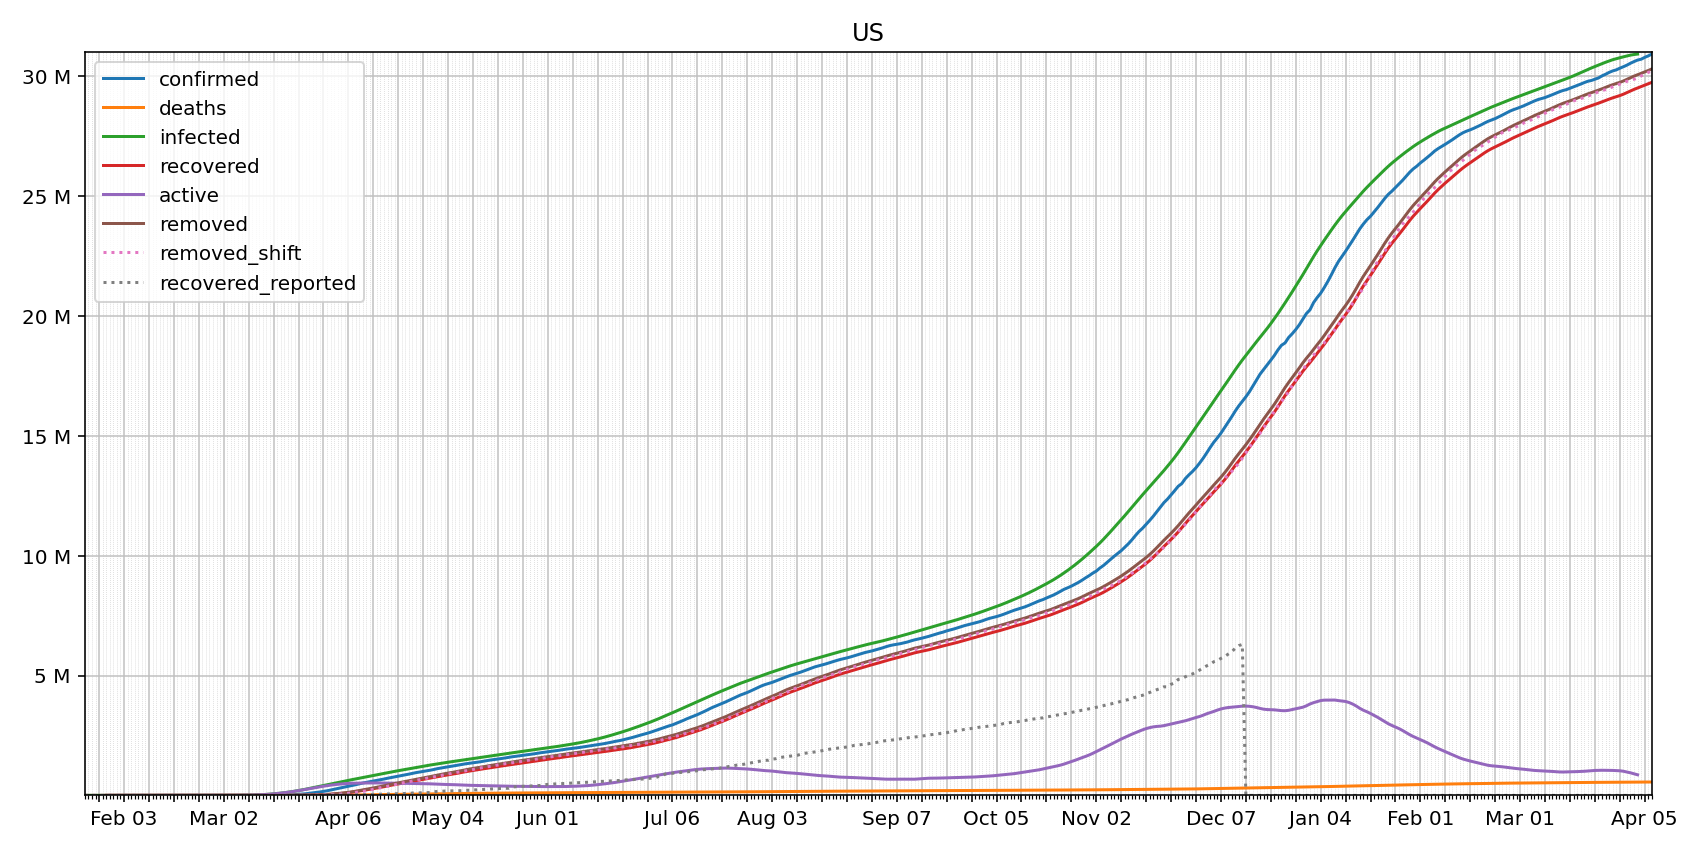 US
confirmed
deaths
infected
recovered
active
removed
removed_shift
recovered_reported
30 M
25 M
20 M
15 M
10 M
5 M
Feb 03 Mar 02 Apr 06 May 04 Jun 01 Jul 06 Aug 03 Sep 07 Oct 05 Nov 02 Dec 07 Jan 04 Feb 01 Mar 01 Apr 05